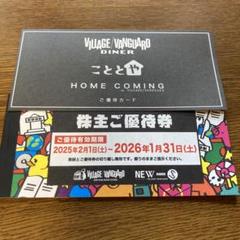 VILLAGE VANGUARD
DINER
こととや
HOME COMING
ご優待カード
株主ご優待券
ご優待有効期限
2025年2月1日(土)~2026年1月31日(土)
VILLAGE VANGUARD
NEW